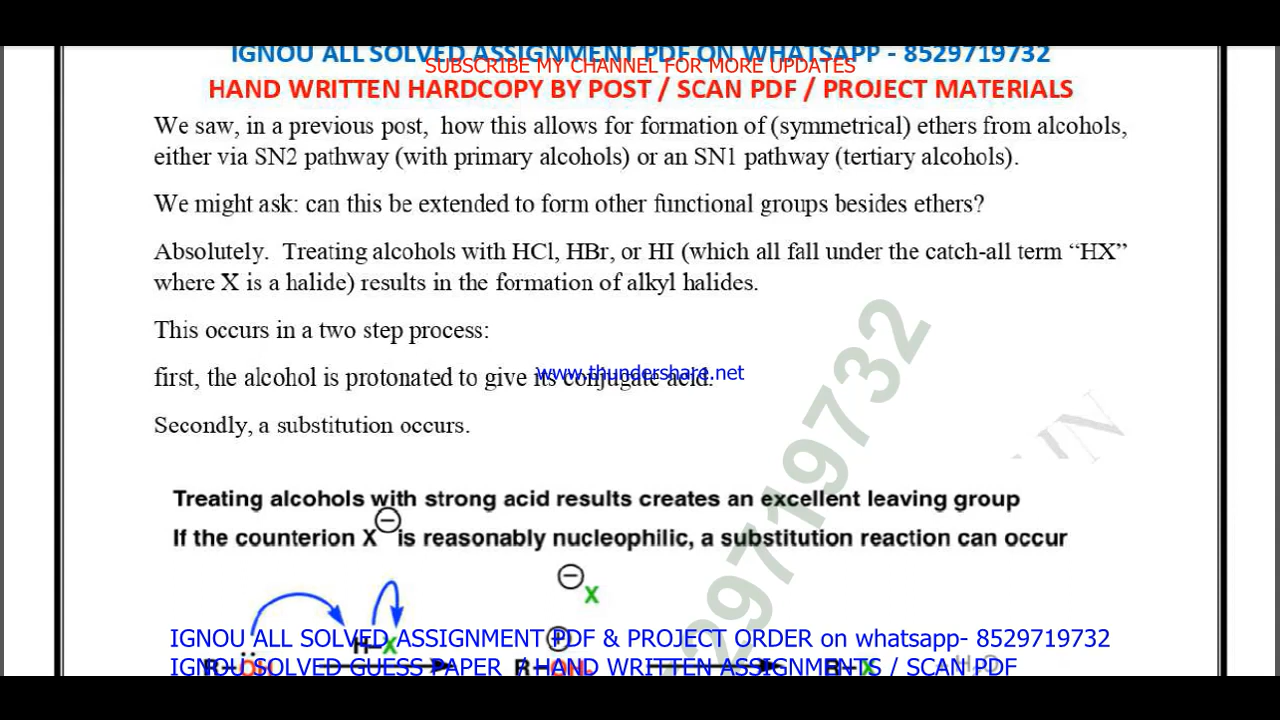 IGNOU ALL SOLVED ASSIGNMENT PDF ON WHATSAPP - 8529719732
SUBSCRIBE MY CHANNEL FOR MORE UPDATES
HAND WRITTEN HARDCOPY BY POST / SCAN PDF / PROJECT MATERIALS
We saw, in a previous post, how this allows for formation of (symmetrical) ethers from alcohols,
either via SN2 pathway (with primary alcohols) or an SN1 pathway (tertiary alcohols).
We might ask: can this be extended to form other functional groups besides ethers?
Absolutely. Treating alcohols with HCl, HBr, or HI (which all fall under the catch-all term “HX”
where X is a halide) results in the formation of alkyl halides.
This occurs in a two step process:
first, the alcohol is protonated to give its conjugate acid.
www.thundershare.net
Secondly, a substitution occurs.
29719732
Treating alcohols with strong acid results creates an excellent leaving group
If the counterion X⊖ is reasonably nucleophilic, a substitution reaction can occur
⊖ X
H–X
IGNOU ALL SOLVED ASSIGNMENT PDF & PROJECT ORDER on whatsapp- 8529719732
R–OH
R–X
IGNOU SOLVED GUESS PAPER / HAND WRITTEN ASSIGNMENTS / SCAN PDF